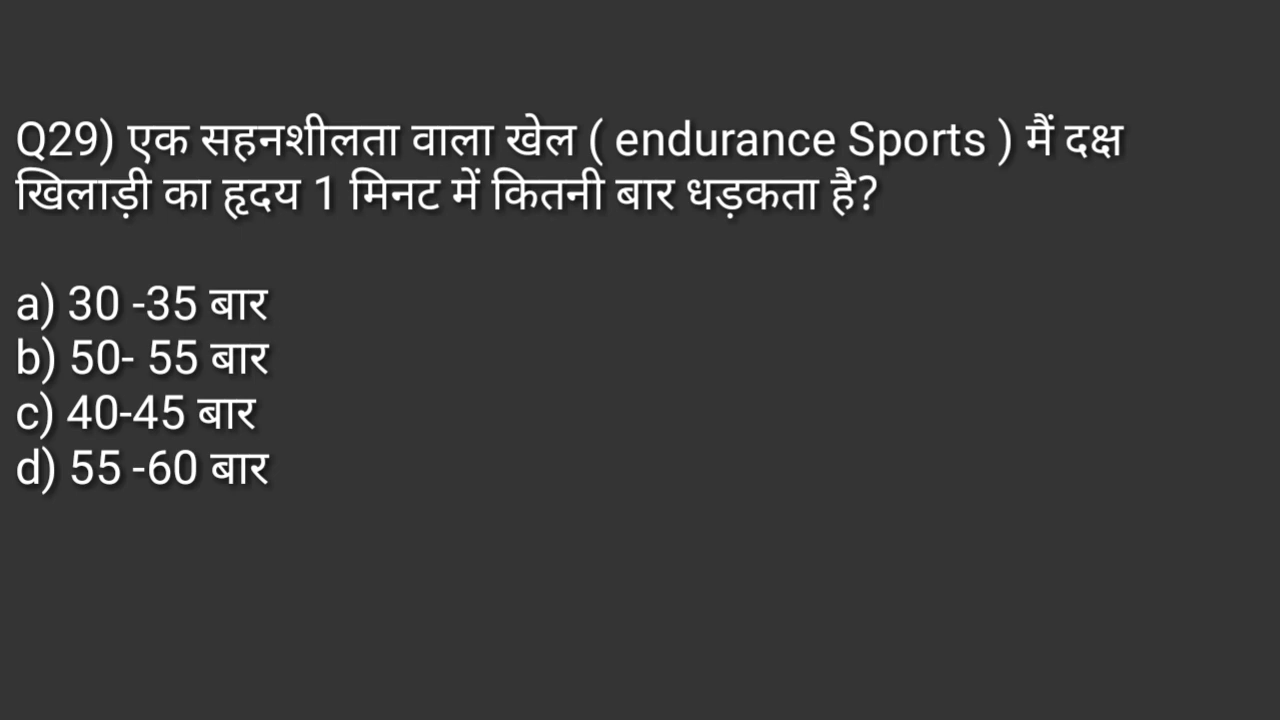 Q29) एक सहनशीलता वाला खेल ( endurance Sports ) मैं दक्ष
खिलाड़ी का हृदय 1 मिनट में कितनी बार धड़कता है?
a) 30 -35 बार
b) 50- 55 बार
c) 40-45 बार
d) 55 -60 बार